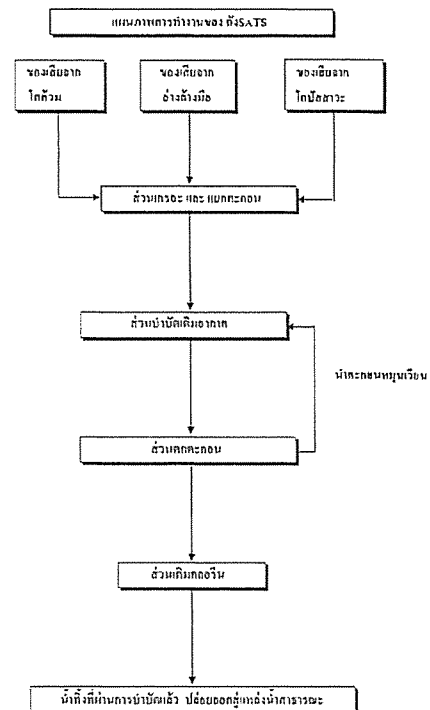 แผนภาพการทำงานของ ถังSATS
ของเสียจาก
โถส้วม
ของเสียจาก
อ่างล้างมือ
ของเสียจาก
โถปัสสาวะ
ส่วนเกรอะ และ แยกตะกอน
ส่วนบำบัดเติมอากาศ
นำตะกอนหมุนเวียน
ส่วนตกตะกอน
ส่วนเติมคลอรีน
น้ำทิ้งที่ผ่านการบำบัดแล้ว ปล่อยออกสู่แหล่งน้ำสาธารณะ